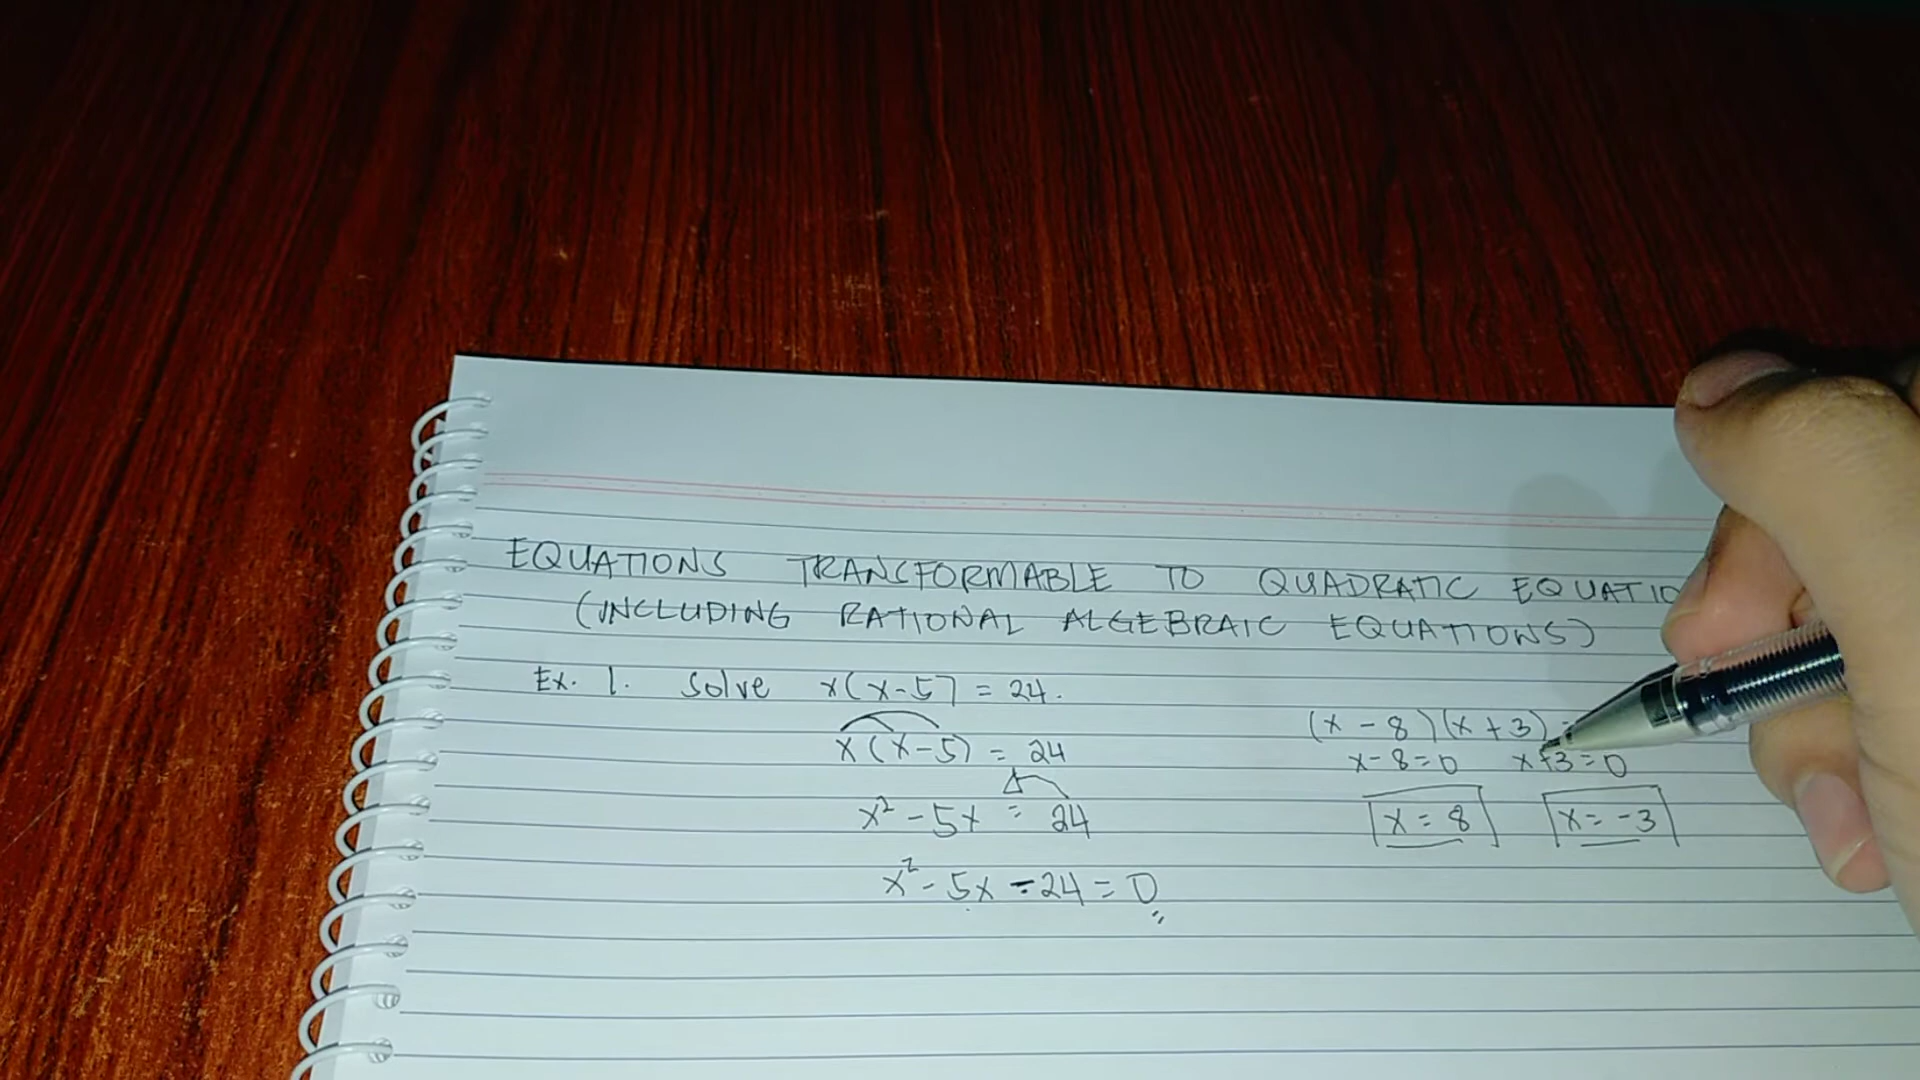 EQUATIONS TRANSFORMABLE TO QUADRATIC EQUATIO
(INCLUDING RATIONAL ALGEBRAIC EQUATIONS)
Ex. 1. Solve x(x-5) = 24.
x(x-5) = 24
x² - 5x = 24
x² - 5x - 24 = 0
(x - 8)(x + 3) =
x-8=0 x+3=0
x = 8 x = -3